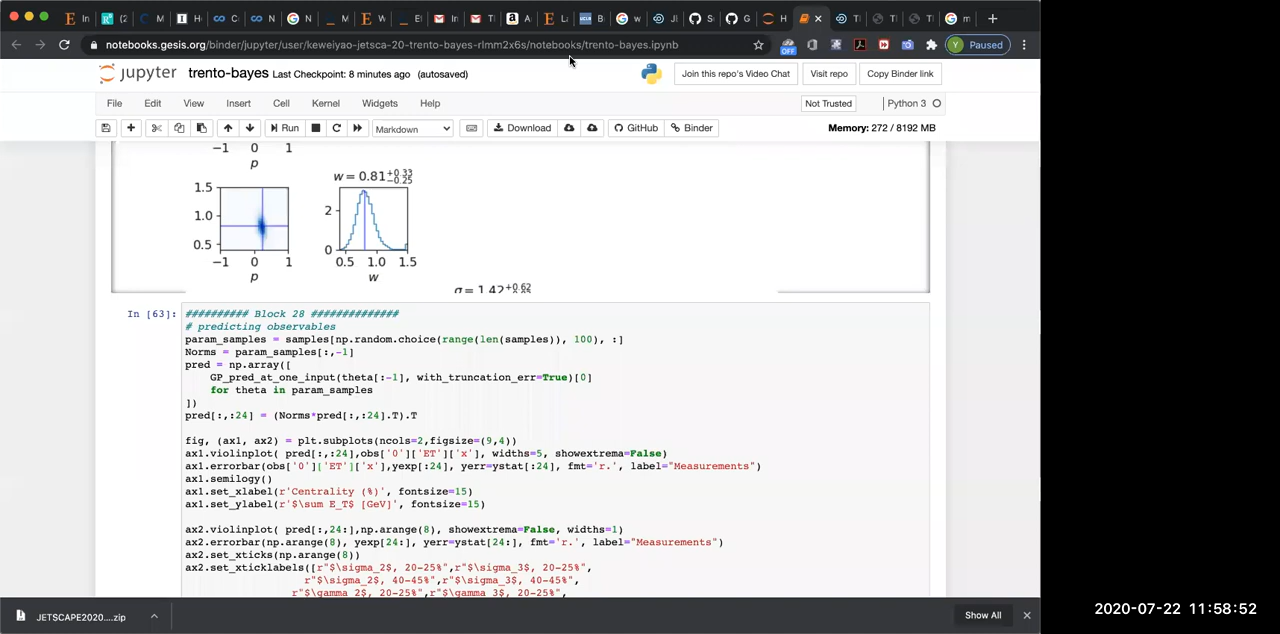 notebooks.gesis.org/binder/jupyter/user/keweiyao-jetsca-20-trento-bayes-rlmm2x6s/notebooks/trento-bayes.ipynb
OFF
Y Paused
jupyter trento-bayes Last Checkpoint: 8 minutes ago (autosaved)
Join this repo's Video Chat
Visit repo
Copy Binder link
File Edit View Insert Cell Kernel Widgets Help
Not Trusted
Python 3
Run
Markdown
Download
GitHub
Binder
Memory: 272 / 8192 MB
−1 0 1
p
w = 0.81+0.33−0.25
1.5
1.0
0.5
−1 0 1
p
2
0
0.5 1.0 1.5
w
σ = 1.42+0.62
In [63]:
########## Block 28 ##############
# predicting observables
param_samples = samples[np.random.choice(range(len(samples)), 100), :]
Norms = param_samples[:,-1]
pred = np.array([
GP_pred_at_one_input(theta[:-1], with_truncation_err=True)[0]
for theta in param_samples
])
pred[:,:24] = (Norms*pred[:,:24].T).T
fig, (ax1, ax2) = plt.subplots(ncols=2,figsize=(9,4))
ax1.violinplot( pred[:,:24],obs['0']['ET']['x'], widths=5, showextrema=False)
ax1.errorbar(obs['0']['ET']['x'],yexp[:24], yerr=ystat[:24], fmt='r.', label="Measurements")
ax1.semilogy()
ax1.set_xlabel(r'Centrality (%)', fontsize=15)
ax1.set_ylabel(r'$\sum E_T$ [GeV]', fontsize=15)
ax2.violinplot( pred[:,24:],np.arange(8), showextrema=False, widths=1)
ax2.errorbar(np.arange(8), yexp[24:], yerr=ystat[24:], fmt='r.', label="Measurements")
ax2.set_xticks(np.arange(8))
ax2.set_xticklabels([r"$\sigma_2$, 20-25%",r"$\sigma_3$, 20-25%",
r"$\sigma_2$, 40-45%",r"$\sigma_3$, 40-45%",
r"$\gamma_2$, 20-25%",r"$\gamma_3$, 20-25%",
JETSCAPE2020....zip
Show All
2020-07-22 11:58:52